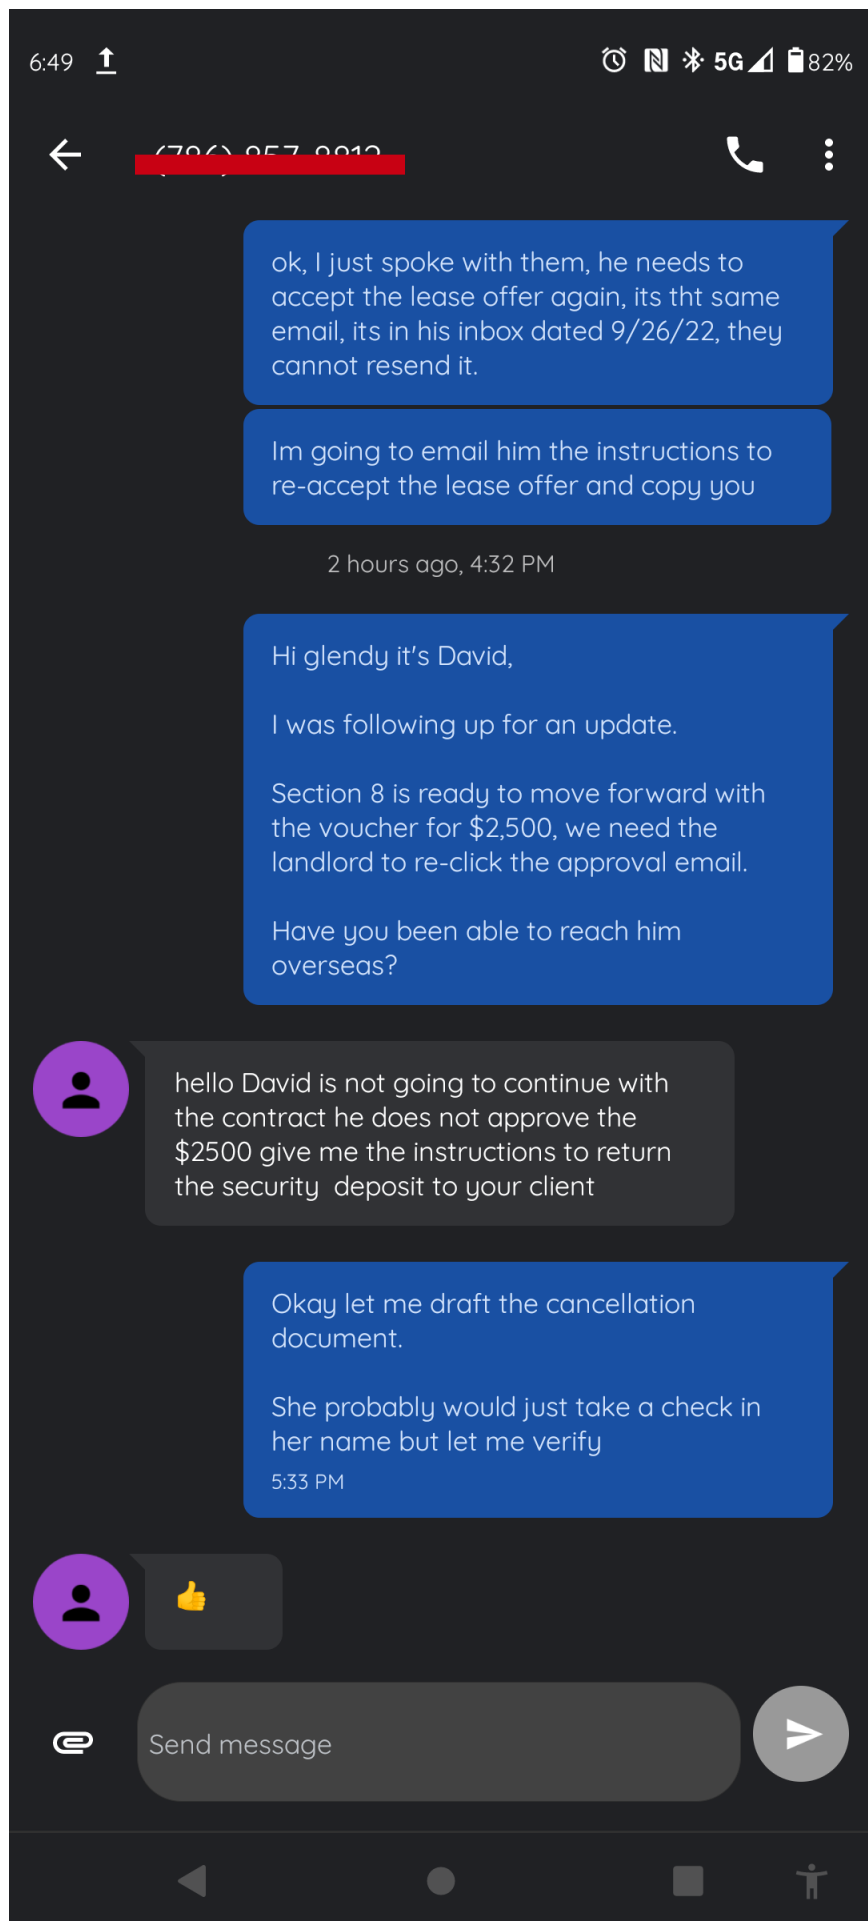 6:49
5G 82%
ok, I just spoke with them, he needs to
accept the lease offer again, its tht same
email, its in his inbox dated 9/26/22, they
cannot resend it.
Im going to email him the instructions to
re-accept the lease offer and copy you
2 hours ago, 4:32 PM
Hi glendy it's David,
I was following up for an update.
Section 8 is ready to move forward with
the voucher for $2,500, we need the
landlord to re-click the approval email.
Have you been able to reach him
overseas?
hello David is not going to continue with
the contract he does not approve the
$2500 give me the instructions to return
the security deposit to your client
Okay let me draft the cancellation
document.
She probably would just take a check in
her name but let me verify
5:33 PM
Send message